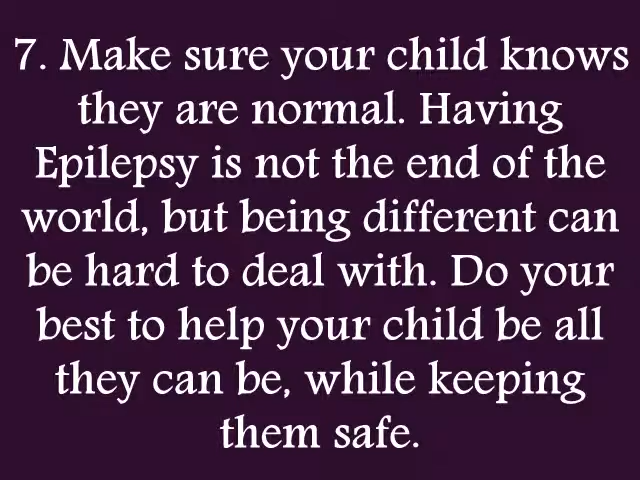 7. Make sure your child knows
they are normal. Having
Epilepsy is not the end of the
world, but being different can
be hard to deal with. Do your
best to help your child be all
they can be, while keeping
them safe.